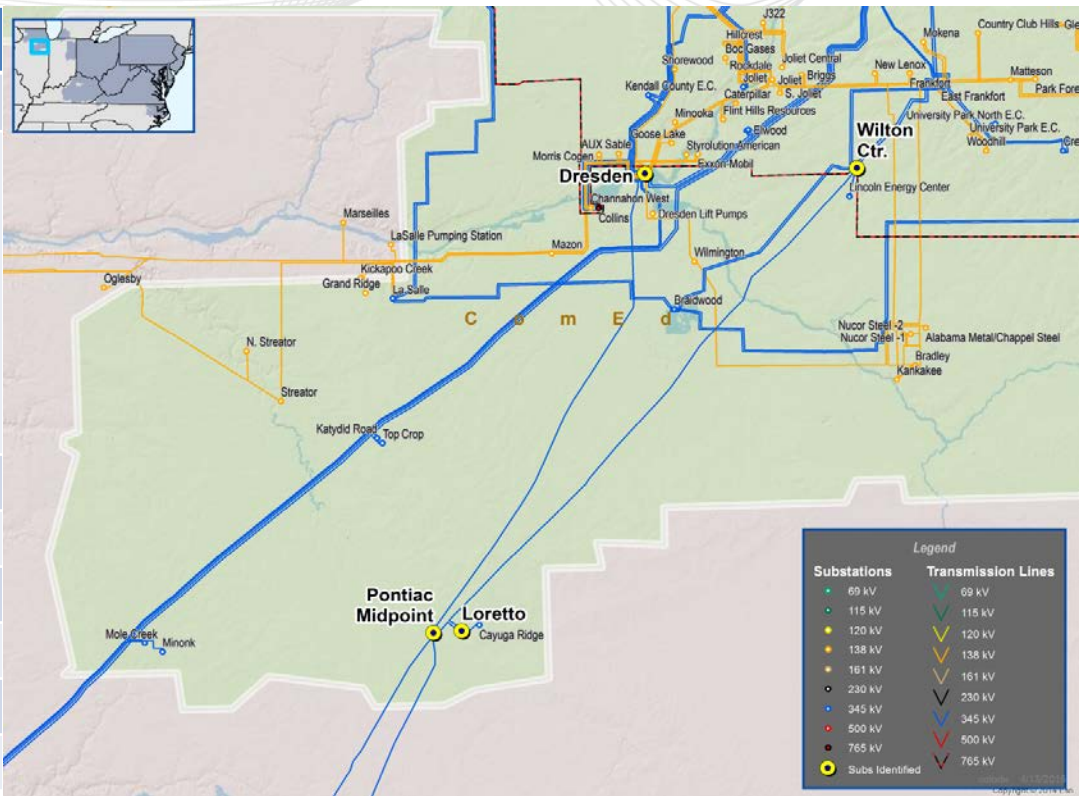 J322
Hillcrest
Boc Gases
Shorewood
Rockdale
Joliet Central
Kendall County E.C.
Joliet
Joliet
Briggs
Caterpillar
S. Joliet
Minooka
Flint Hills Resources
Goose Lake
Elwood
AUX Sable
Styrolution American
Morris Cogen
Exxon Mobil
Dresden
Channahon West
Collins
Dresden Lift Pumps
Country Club Hills
Mokena
New Lenox
Matteson
Frankfort
East Frankfort
University Park North E.C.
University Park E.C.
Woodhill
Wilton
Ctr.
Lincoln Energy Center
Marseilles
LaSalle Pumping Station
Mazon
Wilmington
Oglesby
Kickapoo Creek
Grand Ridge
La Salle
Braidwood
C o m E d
N. Streator
Streator
Nucor Steel -2
Nucor Steel -1
Alabama Metal/Chappel Steel
Bradley
Kankakee
Katydid Road
Top Crop
Pontiac
Midpoint
Loretto
Cayuga Ridge
Mole Creek
Minonk
Legend
Substations
69 kV
115 kV
120 kV
138 kV
161 kV
230 kV
345 kV
500 kV
765 kV
Subs Identified
Transmission Lines
69 kV
115 kV
120 kV
138 kV
161 kV
230 kV
345 kV
500 kV
765 kV